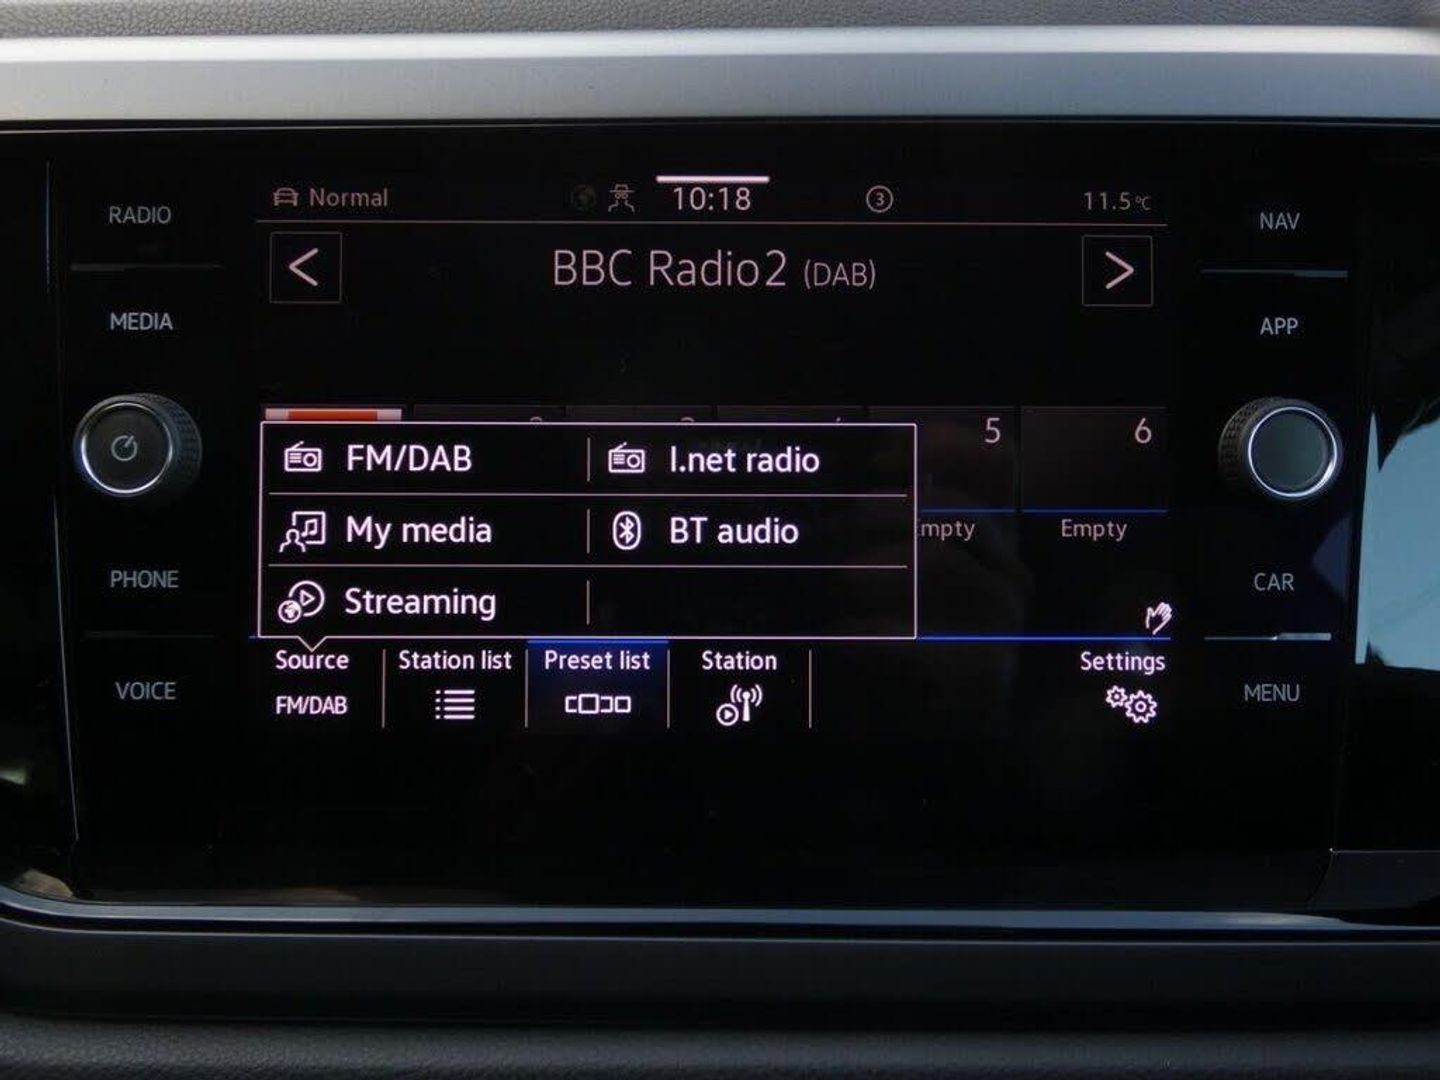 RADIO
MEDIA
PHONE
VOICE
Normal
10:18
3
11.5°C
BBC Radio2 (DAB)
5
6
Empty
FM/DAB
I.net radio
My media
BT audio
Streaming
Source
FM/DAB
Station list
Preset list
Station
Settings
NAV
APP
CAR
MENU